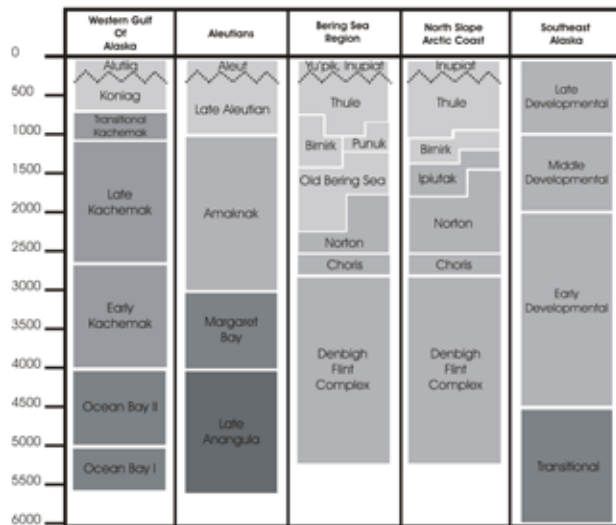 Western Gulf
Of
Alaska
Aleutians
Bering Sea
Region
North Slope
Arctic Coast
Southeast
Alaska
0
500
1000
1500
2000
2500
3000
3500
4000
4500
5000
5500
6000
Alutiiq
Koniag
Transitional
Kachemak
Late
Kachemak
Early
Kachemak
Ocean Bay II
Ocean Bay I
Aleut
Late Aleutian
Amaknak
Margaret
Bay
Late
Anangula
Yu'pik, Inupiat
Thule
Birnirk
Punuk
Old Bering Sea
Norton
Choris
Denbigh
Flint
Complex
Inupiat
Thule
Birnirk
Ipiutak
Norton
Choris
Denbigh
Flint
Complex
Late
Developmental
Middle
Developmental
Early
Developmental
Transitional